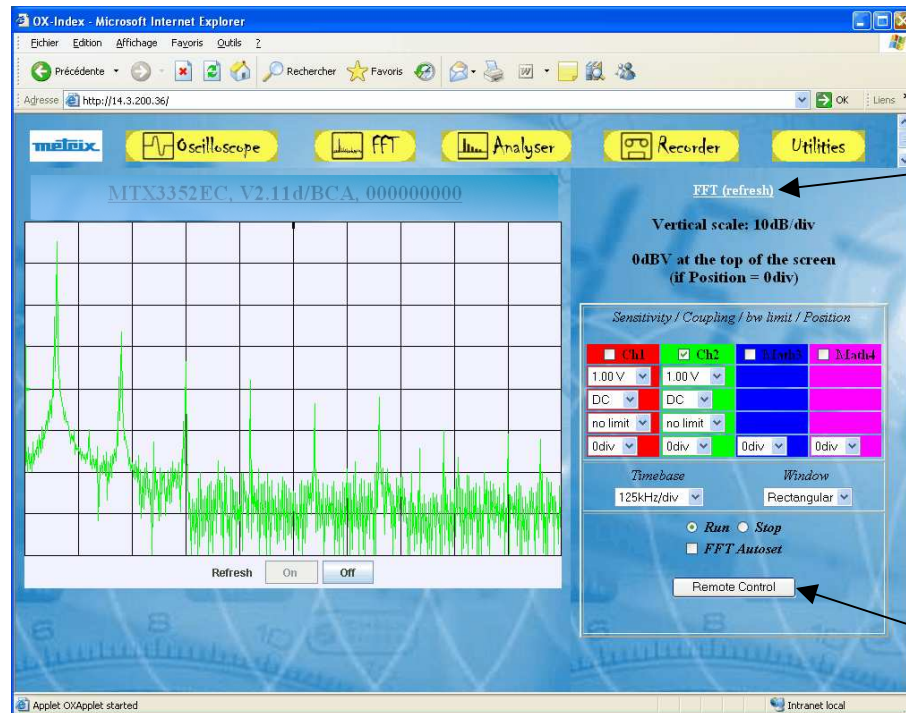 OX-Index - Microsoft Internet Explorer
Fichier Edition Affichage Favoris Outils ?
Précédente Rechercher Favoris
Adresse http://14.3.200.36/ OK Liens
metrix Oscilloscope FFT Analyser Recorder Utilities
MTX3352EC, V2.11d/BCA, 000000000
FFT (refresh)
Vertical scale: 10dB/div
0dBV at the top of the screen
(if Position = 0div)
Sensitivity / Coupling / bw limit / Position
Ch1 Ch2 Math3 Math4
1.00 V 1.00 V
DC DC
no limit no limit
0div 0div 0div 0div
Timebase Window
125kHz/div Rectangular
Run Stop
FFT Autoset
Refresh On Off
Remote Control
Applet OXApplet started Intranet local